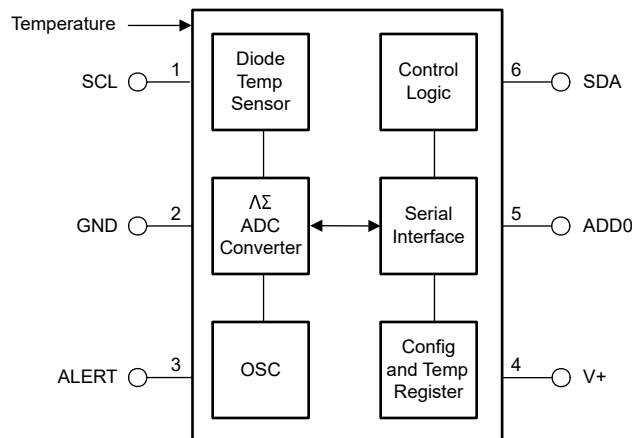 Temperature
SCL
1
Diode
Temp
Sensor
Control
Logic
6
SDA
GND
2
ΛΣ
ADC
Converter
Serial
Interface
5
ADD0
ALERT
3
OSC
Config
and Temp
Register
4
V+